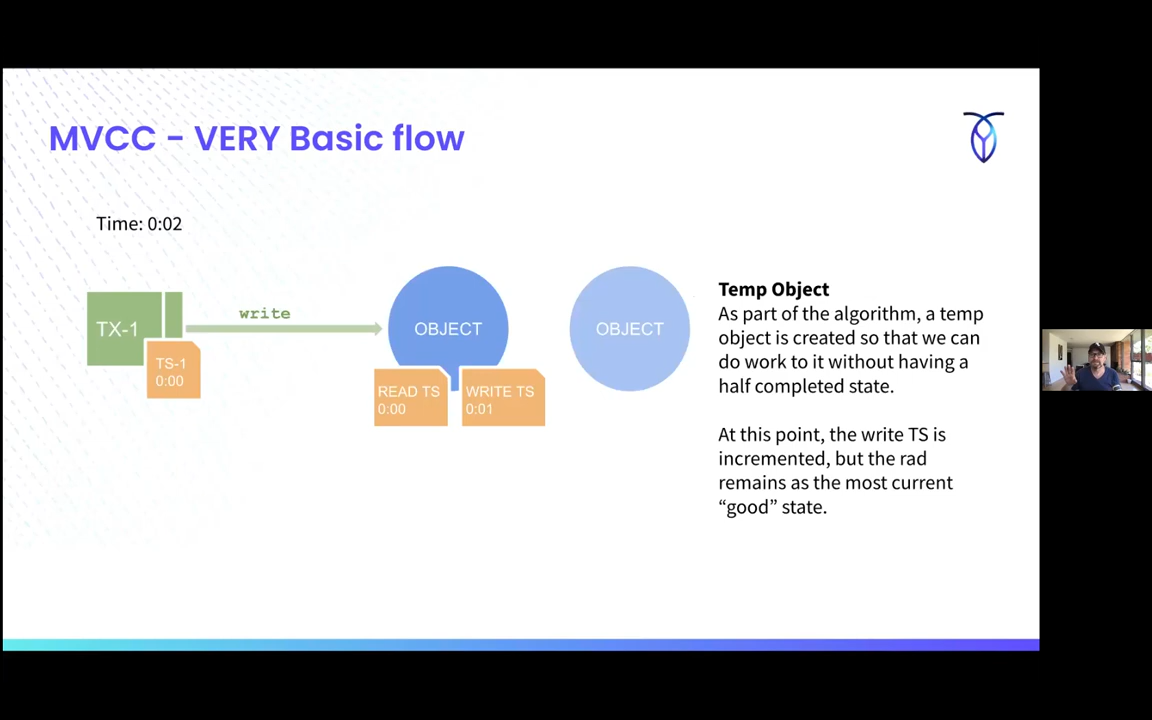 MVCC - VERY Basic flow
Time: 0:02
TX-1
TS-1
0:00
write
OBJECT
READ TS
0:00
WRITE TS
0:01
OBJECT
Temp Object
As part of the algorithm, a temp
object is created so that we can
do work to it without having a
half completed state.
At this point, the write TS is
incremented, but the rad
remains as the most current
“good” state.